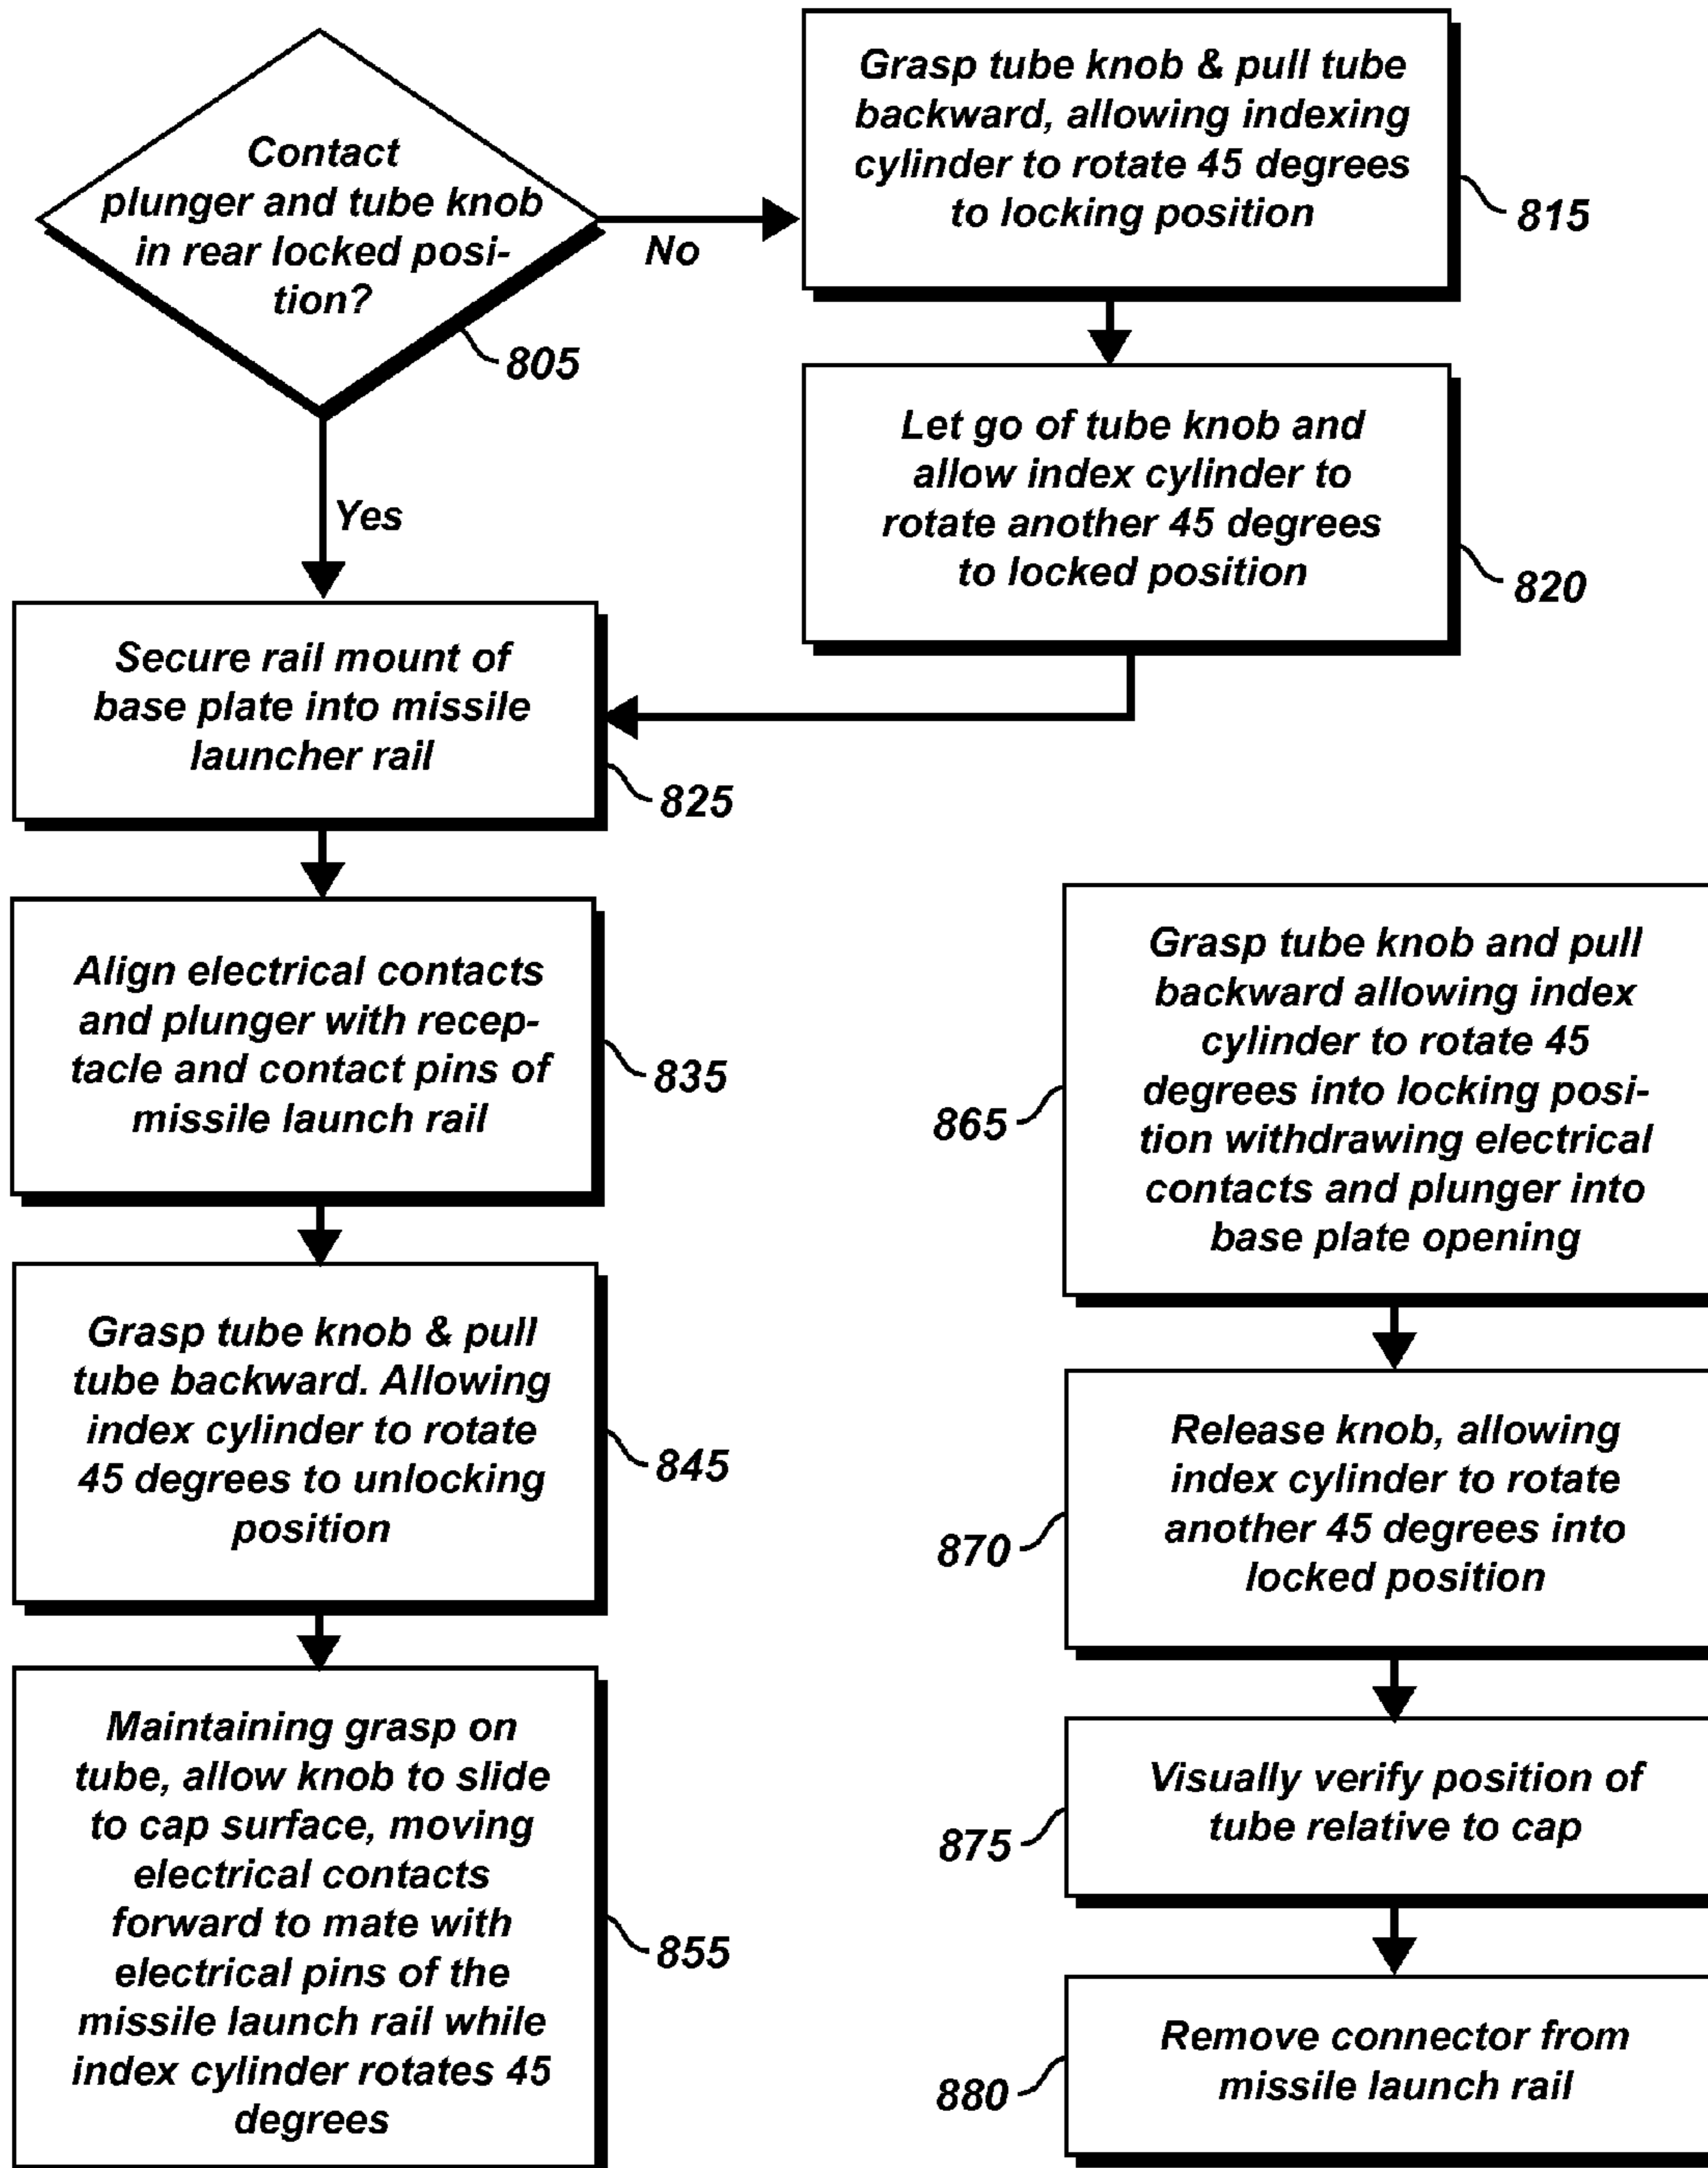 Contact
plunger and tube knob
in rear locked posi-
tion?
805
No
Yes
Grasp tube knob & pull tube
backward, allowing indexing
cylinder to rotate 45 degrees
to locking position
815
Let go of tube knob and
allow index cylinder to
rotate another 45 degrees
to locked position
820
Secure rail mount of
base plate into missile
launcher rail
825
Align electrical contacts
and plunger with recep-
tacle and contact pins of
missile launch rail
835
Grasp tube knob & pull
tube backward. Allowing
index cylinder to rotate
45 degrees to unlocking
position
845
Maintaining grasp on
tube, allow knob to slide
to cap surface, moving
electrical contacts
forward to mate with
electrical pins of the
missile launch rail while
index cylinder rotates 45
degrees
855
Grasp tube knob and pull
backward allowing index
cylinder to rotate 45
degrees into locking posi-
tion withdrawing electrical
contacts and plunger into
base plate opening
865
Release knob, allowing
index cylinder to rotate
another 45 degrees into
locked position
870
Visually verify position of
tube relative to cap
875
Remove connector from
missile launch rail
880